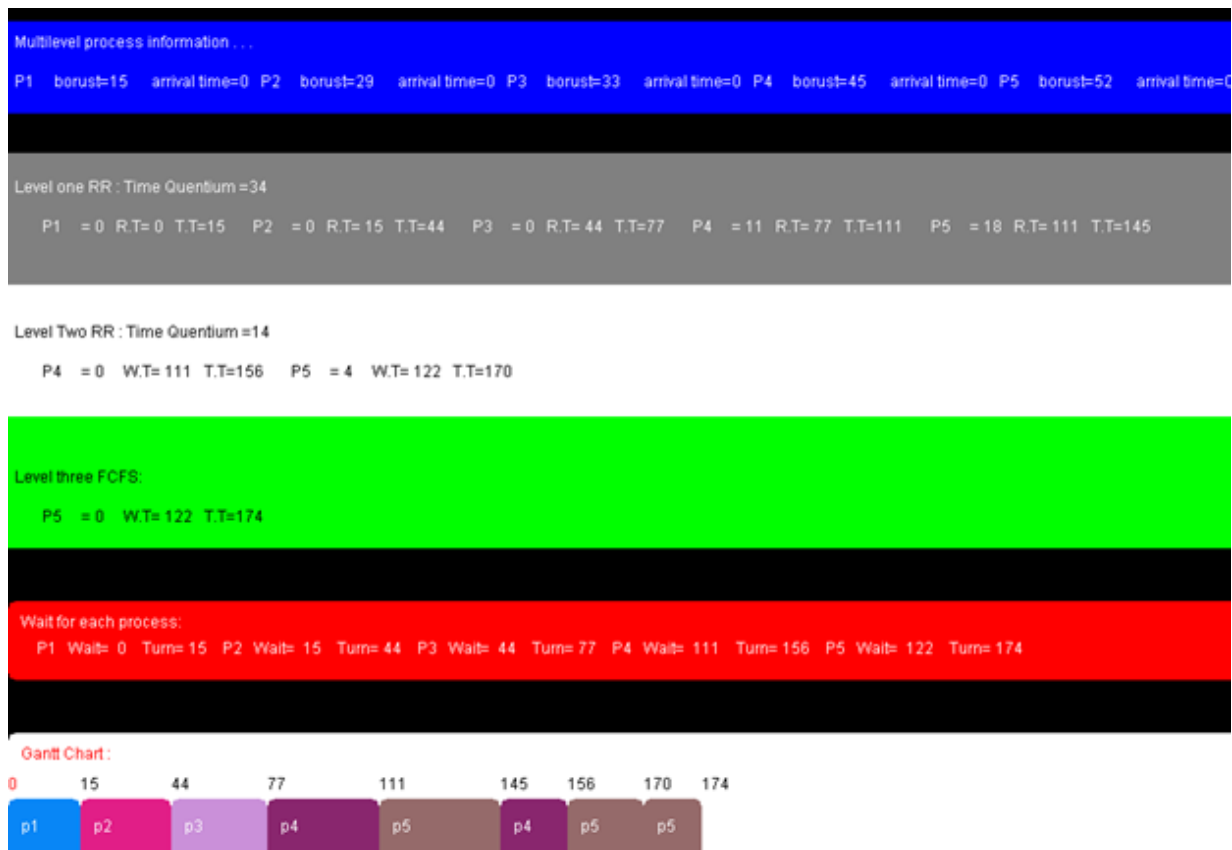 Multilevel process information . . .
P1 borust=15 arrival time=0 P2 borust=29 arrival time=0 P3 borust=33 arrival time=0 P4 borust=45 arrival time=0 P5 borust=52 arrival time=0
Level one RR : Time Quentium =34
P1 = 0 R.T= 0 T.T=15 P2 = 0 R.T= 15 T.T=44 P3 = 0 R.T= 44 T.T=77 P4 = 11 R.T= 77 T.T=111 P5 = 18 R.T= 111 T.T=145
Level Two RR : Time Quentium =14
P4 = 0 W.T= 111 T.T=156 P5 = 4 W.T= 122 T.T=170
Level three FCFS:
P5 = 0 W.T= 122 T.T=174
Wait for each process:
P1 Wait= 0 Turn= 15 P2 Wait= 15 Turn= 44 P3 Wait= 44 Turn= 77 P4 Wait= 111 Turn= 156 P5 Wait= 122 Turn= 174
Gantt Chart :
0 15 44 77 111 145 156 170 174
p1 p2 p3 p4 p5 p4 p5 p5